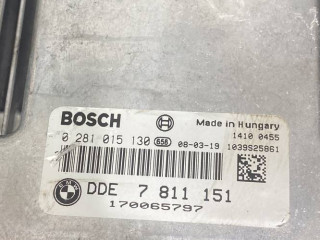 BOSCH
Made in Hungary
1410 0455
0 281 015 130 656 08-03-19 1039S25861
DDE 7 811 151
170065797